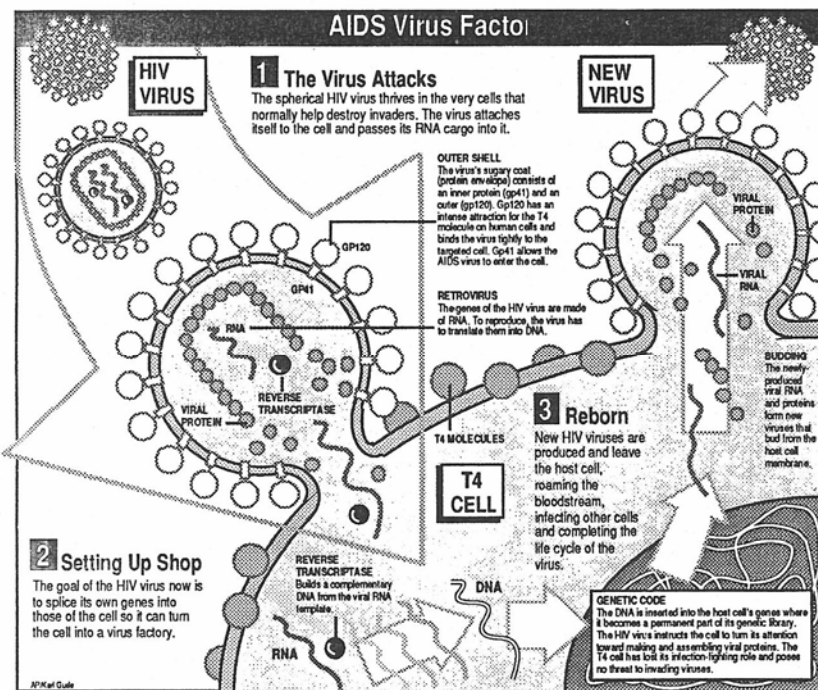 AIDS Virus Facto
HIV
VIRUS
1 The Virus Attacks
The spherical HIV virus thrives in the very cells that
normally help destroy invaders. The virus attaches
itself to the cell and passes its RNA cargo into it.
NEW
VIRUS
OUTER SHELL
The virus's sugary coat
(protein envelope) consists of
an inner protein (gp41) and an
outer (gp120). Gp120 has an
intense attraction for the T4
molecule on human cells and
binds the virus tightly to the
targeted cell. Gp41 allows the
AIDS virus to enter the cell.
GP120
GP41
RETROVIRUS
The genes of the HIV virus are made
of RNA. To reproduce, the virus has
to translate them into DNA.
RNA
REVERSE
TRANSCRIPTASE
VIRAL
PROTEIN
T4 MOLECULES
T4
CELL
VIRAL
PROTEIN
VIRAL
RNA
BUDDING
The newly-
produced
viral RNA
and proteins
form new
viruses that
bud from the
host cell
membrane.
2 Setting Up Shop
The goal of the HIV virus now is
to splice its own genes into
those of the cell so it can turn
the cell into a virus factory.
REVERSE
TRANSCRIPTASE
Builds a complementary
DNA from the viral RNA
template.
RNA
DNA
3 Reborn
New HIV viruses are
produced and leave
the host cell,
roaming the
bloodstream,
infecting other cells
and completing the
life cycle of the
virus.
GENETIC CODE
The DNA is inserted into the host cell's genes where
it becomes a permanent part of its genetic library.
The HIV virus instructs the cell to turn its attention
toward making and assembling viral proteins. The
T4 cell has lost its infection-fighting role and poses
no threat to invading viruses.
AP/Karl Gude